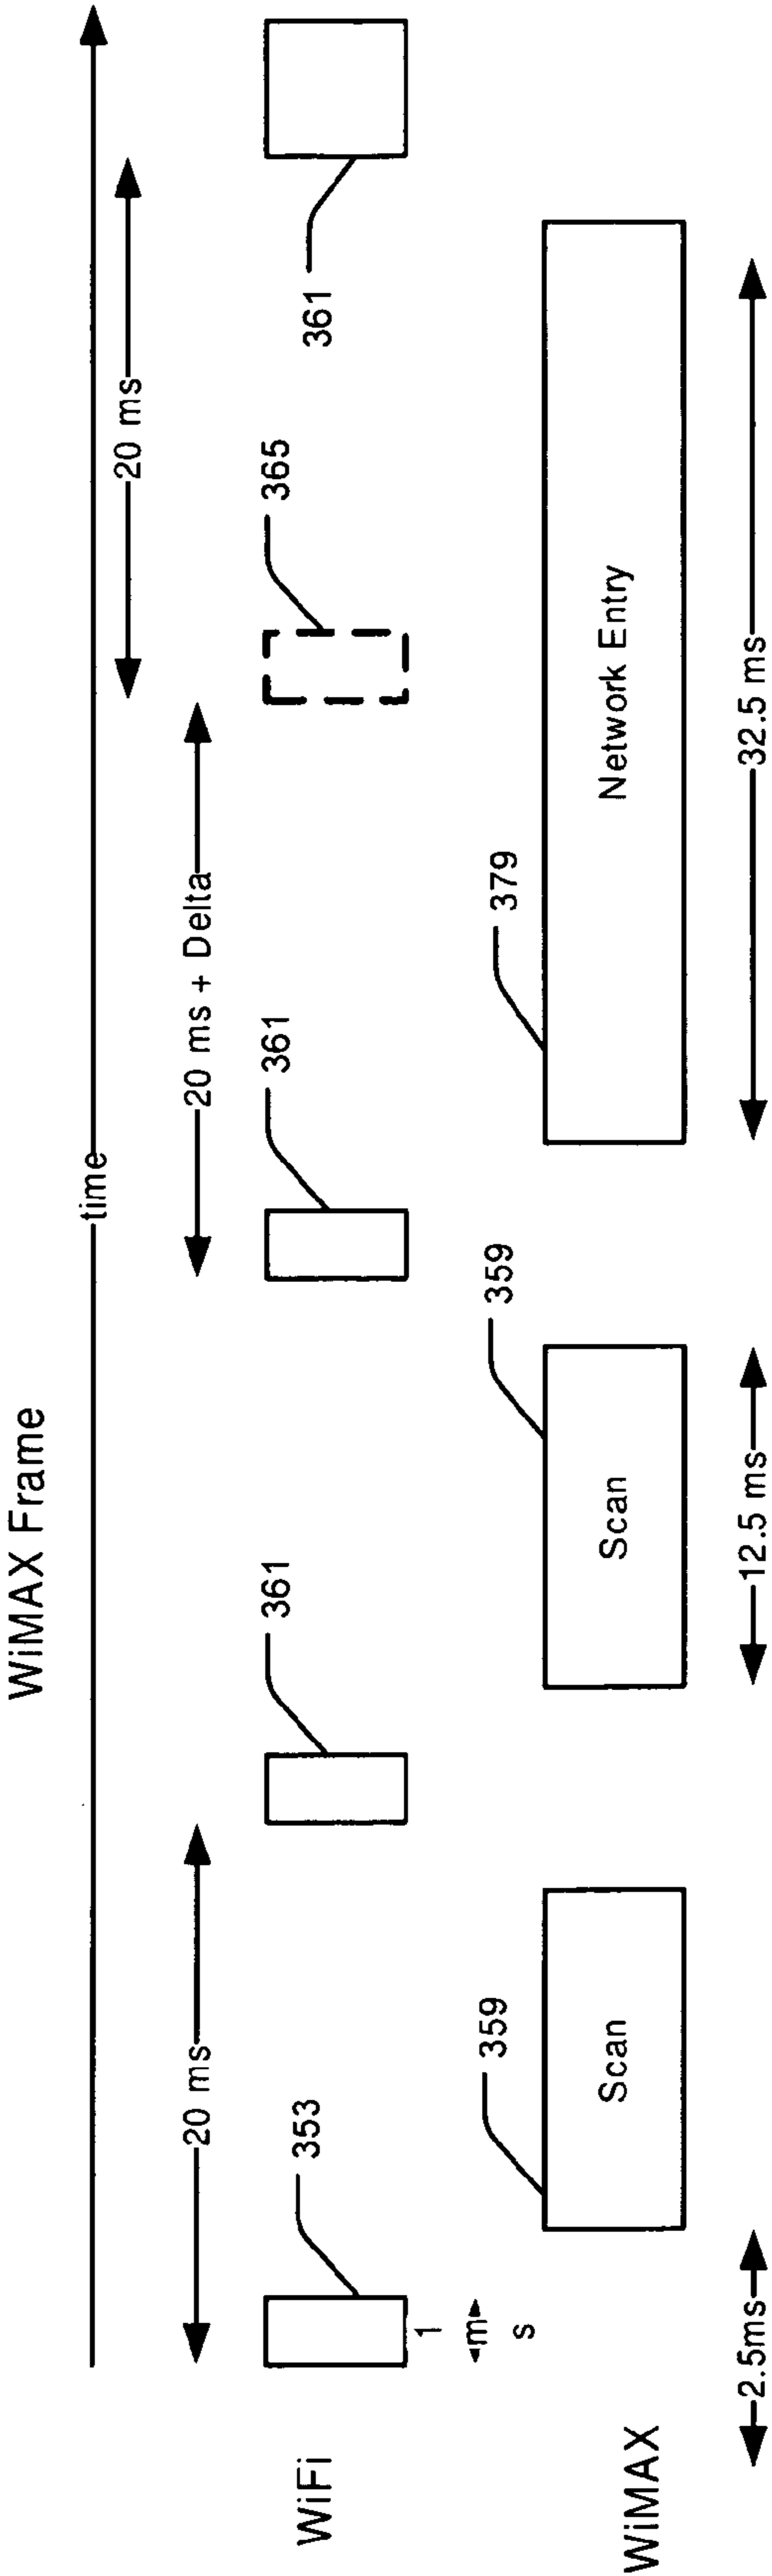 WiMAX Frame
time
20 ms
20 ms + Delta
20 ms
WiFi
353
361
361
365
361
1
m
s
WiMAX
359
Scan
359
Scan
379
Network Entry
2.5ms
12.5 ms
32.5 ms